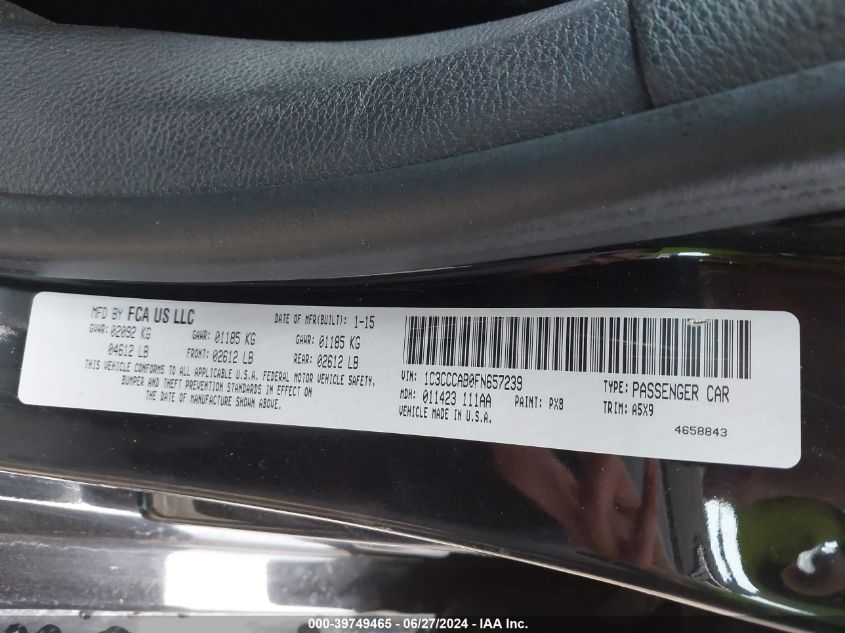 MFD BY FCA US LLC DATE OF MFR(BUILT): 1-15
GVWR: 02092 KG GAWR: 01185 KG GAWR: 01185 KG
04612 LB FRONT: 02612 LB REAR: 02612 LB
THIS VEHICLE CONFORMS TO ALL APPLICABLE U.S.A. FEDERAL MOTOR VEHICLE SAFETY,
BUMPER AND THEFT PREVENTION STANDARDS IN EFFECT ON
THE DATE OF MANUFACTURE SHOWN ABOVE.
VIN: 1C3CCCAB0FN657239 TYPE: PASSENGER CAR
MDH: 011423 111AA PAINT: PX8 TRIM: A5X9
VEHICLE MADE IN U.S.A.
4658843
000-39749465 - 06/27/2024 - IAA Inc.